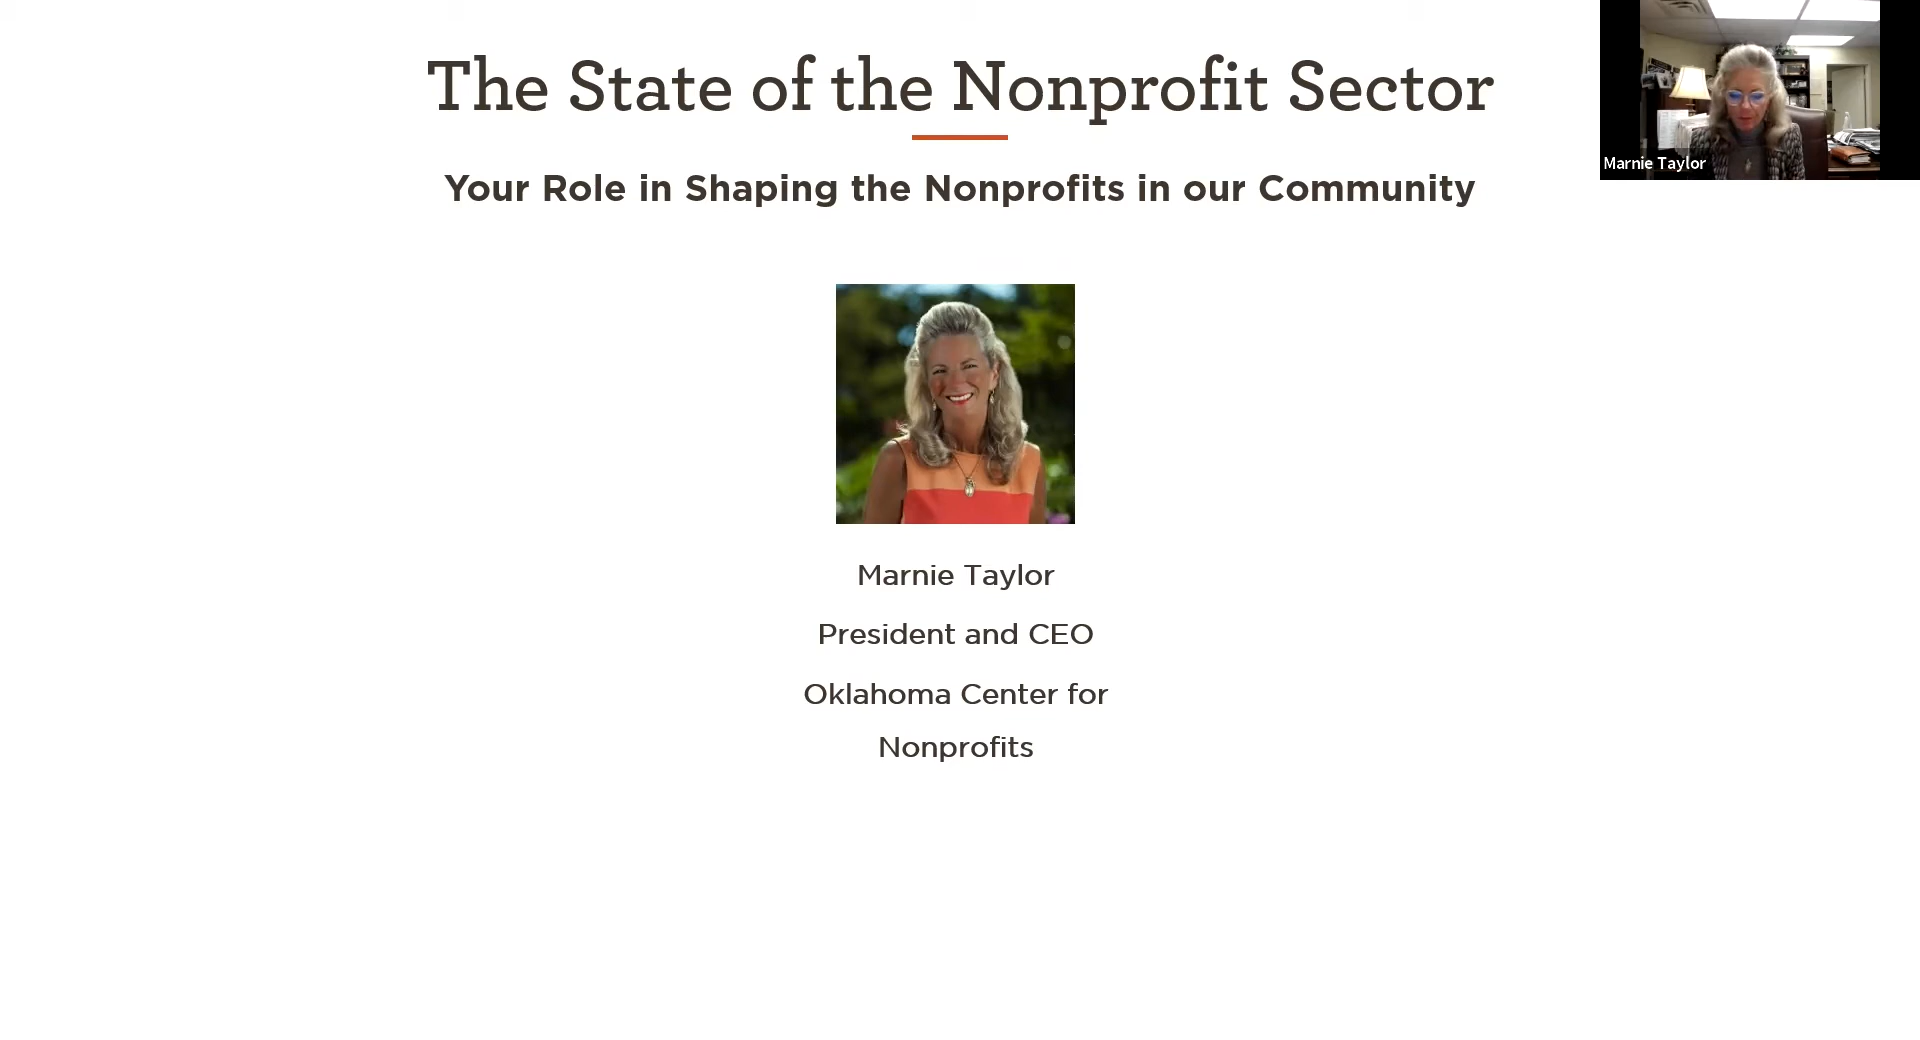 The State of the Nonprofit Sector
Your Role in Shaping the Nonprofits in our Community
Marnie Taylor
Marnie Taylor
President and CEO
Oklahoma Center for
Nonprofits